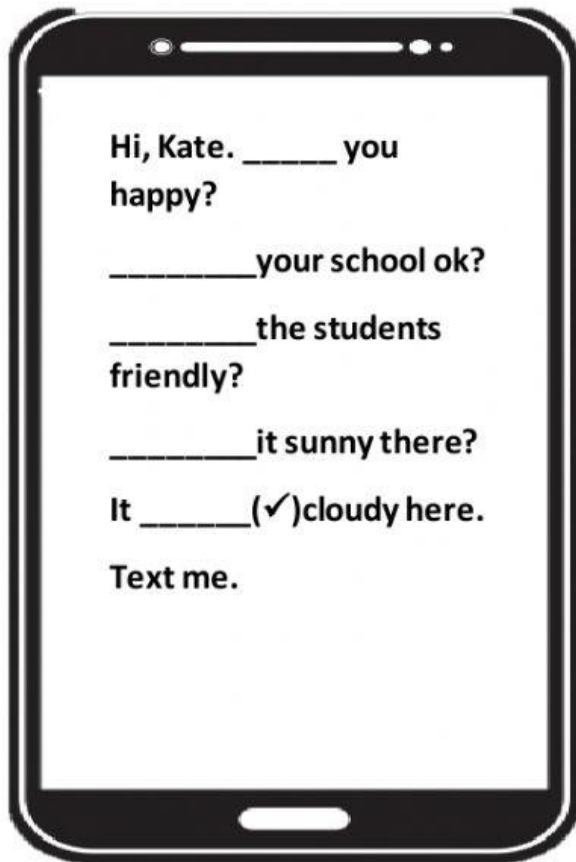 Hi, Kate. _____ you
happy?
________your school ok?
________the students
friendly?
________it sunny there?
It ______(✓)cloudy here.
Text me.